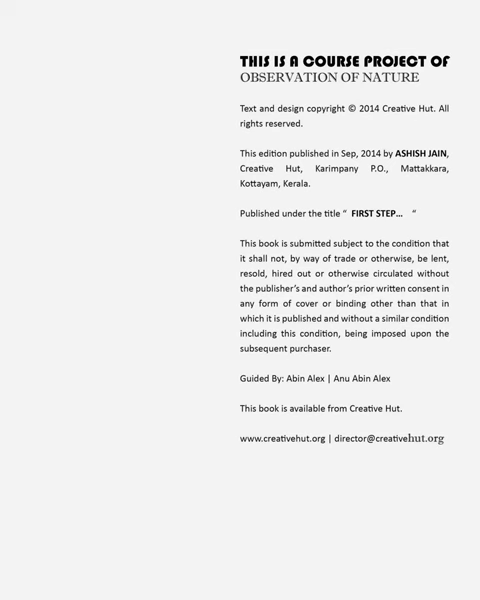 THIS IS A COURSE PROJECT OF
OBSERVATION OF NATURE
Text and design copyright © 2014 Creative Hut. All
rights reserved.
This edition published in Sep, 2014 by ASHISH JAIN,
Creative Hut, Karimpany P.O., Mattakkara,
Kottayam, Kerala.
Published under the title “ FIRST STEP... “
This book is submitted subject to the condition that
it shall not, by way of trade or otherwise, be lent,
resold, hired out or otherwise circulated without
the publisher’s and author’s prior written consent in
any form of cover or binding other than that in
which it is published and without a similar condition
including this condition, being imposed upon the
subsequent purchaser.
Guided By: Abin Alex | Anu Abin Alex
This book is available from Creative Hut.
www.creativehut.org | director@creativehut.org